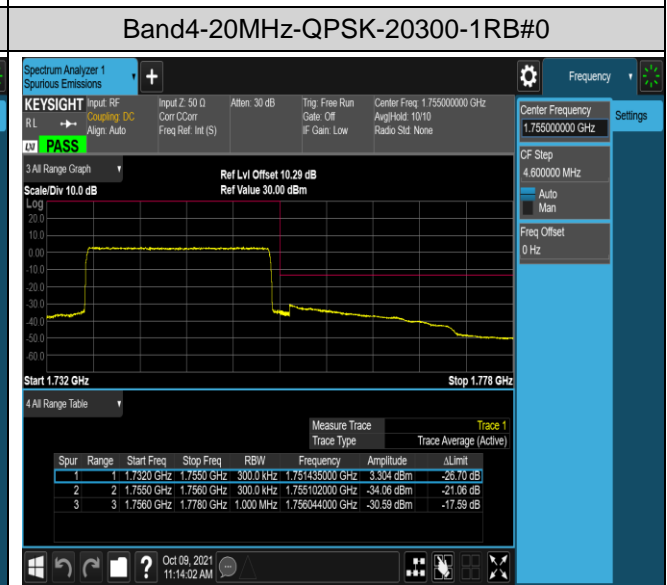 Band4-20MHz-QPSK-20300-1RB#0
Spectrum Analyzer 1
Spurious Emissions
+
Frequency
KEYSIGHT Input: RF Input Z: 50 Ω Atten: 30 dB Trig: Free Run Center Freq: 1.755000000 GHz
RL Coupling: DC Corr CCorr Gate: Off Avg|Hold: 10/10
Align: Auto Freq Ref: Int (S) IF Gain: Low Radio Std: None
LXI PASS
Center Frequency
1.755000000 GHz
Settings
CF Step
4.600000 MHz
Auto
Man
Freq Offset
0 Hz
3 All Range Graph
Ref Lvl Offset 10.29 dB
Scale/Div 10.0 dB Ref Value 30.00 dBm
Log
20.0
10.0
0.00
-10.0
-20.0
-30.0
-40.0
-50.0
-60.0
Start 1.732 GHz Stop 1.778 GHz
4 All Range Table
Measure Trace Trace 1
Trace Type Trace Average (Active)
Spur Range Start Freq Stop Freq RBW Frequency Amplitude ΔLimit
1 1 1.7320 GHz 1.7550 GHz 300.0 kHz 1.751435000 GHz 3.304 dBm -26.70 dB
2 2 1.7550 GHz 1.7560 GHz 300.0 kHz 1.755102000 GHz -34.06 dBm -21.06 dB
3 3 1.7560 GHz 1.7780 GHz 1.000 MHz 1.756044000 GHz -30.59 dBm -17.59 dB
?
Oct 09, 2021
11:14:02 AM